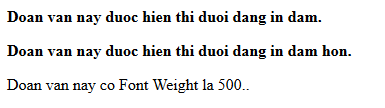 Doan van nay duoc hien thi duoi dang in dam.
Doan van nay duoc hien thi duoi dang in dam hon.
Doan van nay co Font Weight la 500..